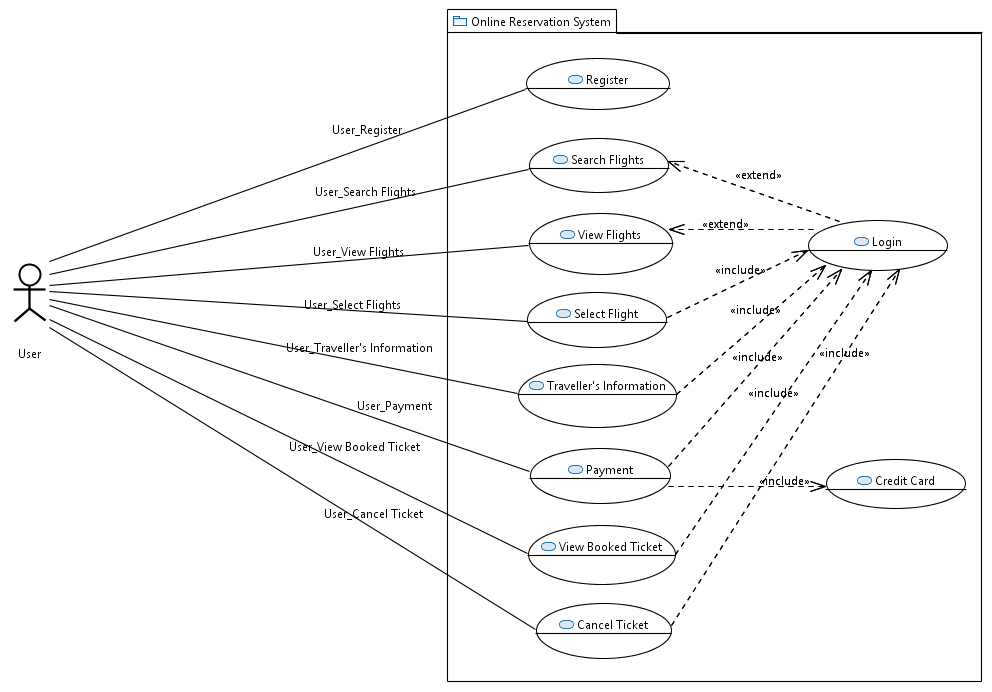 Online Reservation System
Register
User_Register
Search Flights
«extend»
User_Search Flights
«extend»
View Flights
Login
User_View Flights
«include»
User_Select Flights
Select Flight
«include»
User_Traveller's Information
User
«include»
«include»
Traveller's Information
«include»
User_Payment
User_View Booked Ticket
Payment
«include»
Credit Card
User_Cancel Ticket
View Booked Ticket
Cancel Ticket